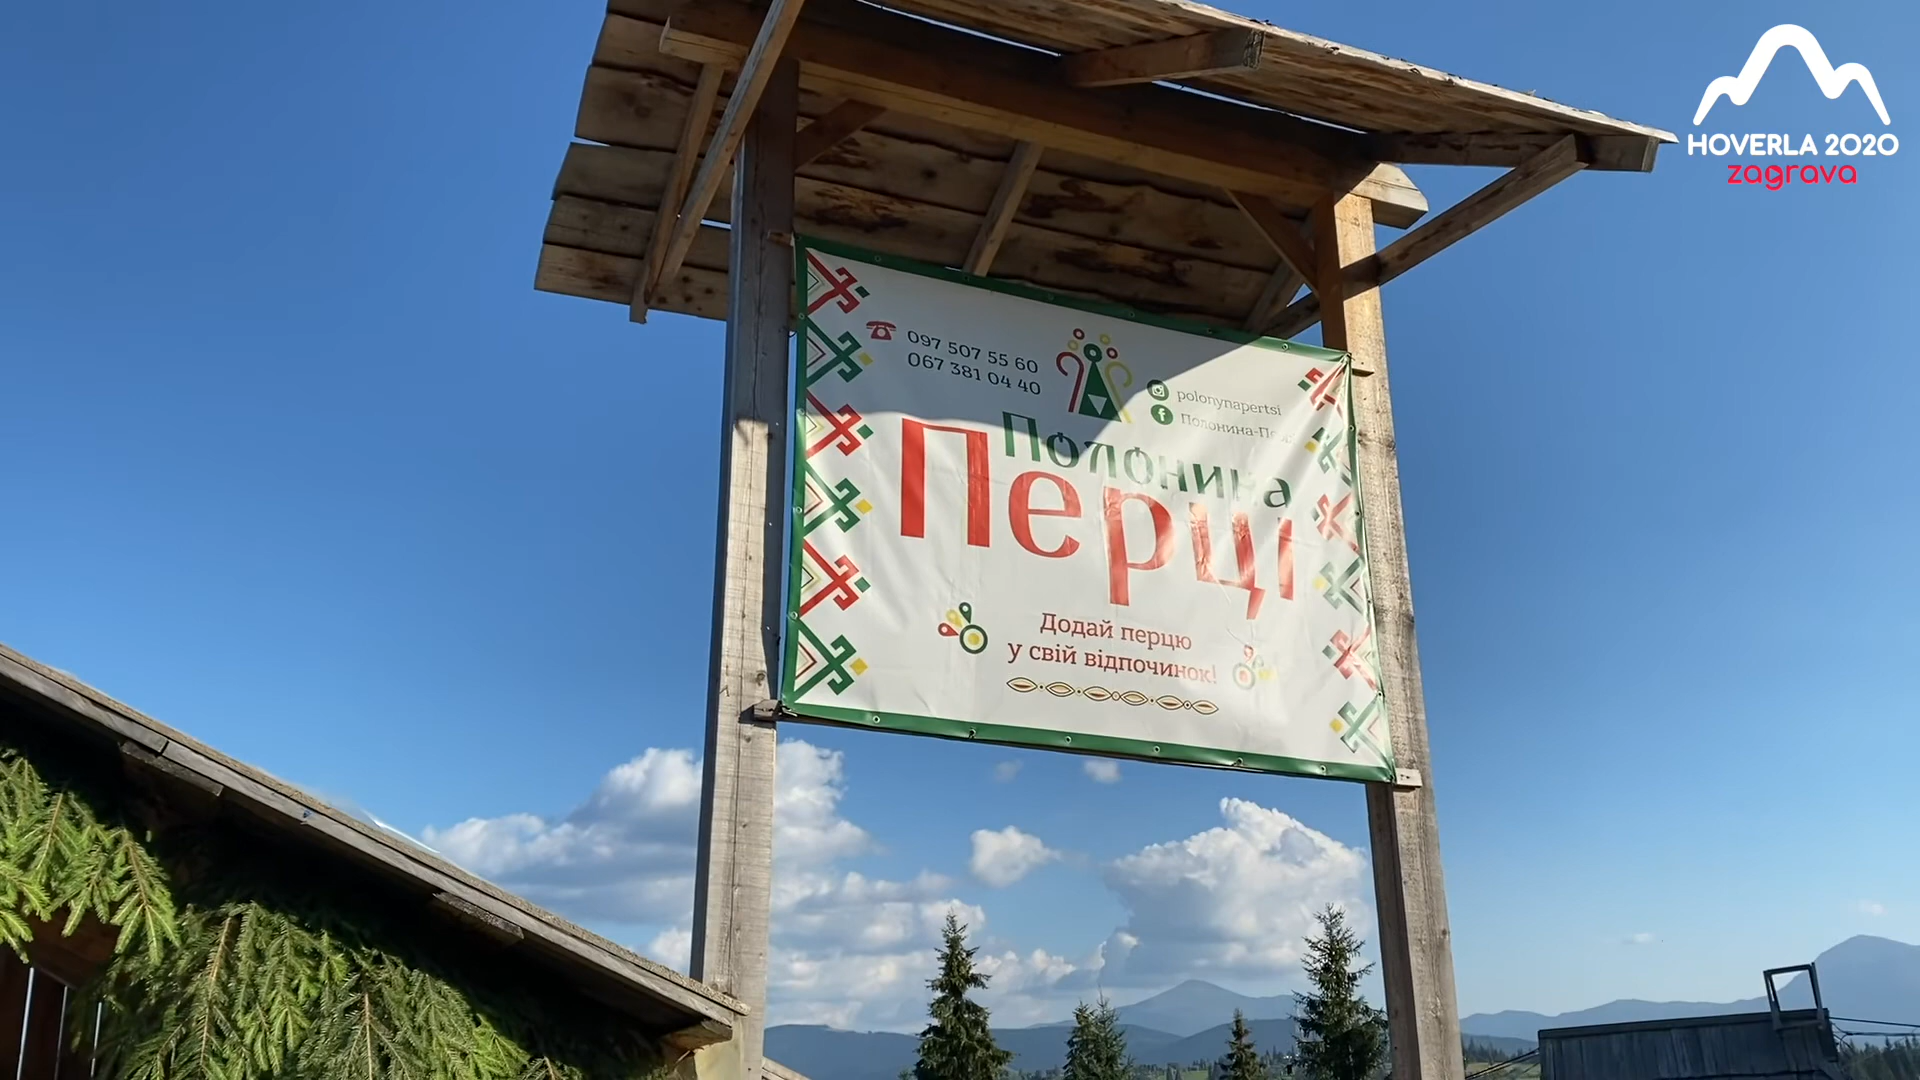 HOVERLA 2020
zagrava
097 507 55 60
067 381 04 40
polonynapertsi
Полонина
Перці
Додай перцю
у свій відпочинок!